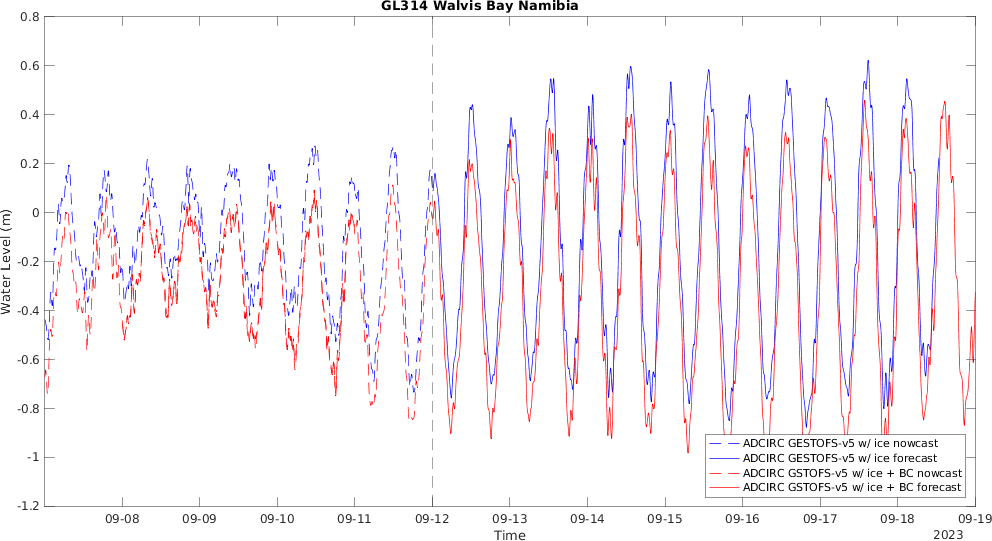 GL314 Walvis Bay Namibia
0.8
0.6
0.4
0.2
0
-0.2
-0.4
-0.6
-0.8
-1
-1.2
Water Level (m)
09-08 09-09 09-10 09-11 09-12 09-13 09-14 09-15 09-16 09-17 09-18 09-19
Time
2023
ADCIRC GESTOFS-v5 w/ ice nowcast
ADCIRC GESTOFS-v5 w/ ice forecast
ADCIRC GSTOFS-v5 w/ ice + BC nowcast
ADCIRC GSTOFS-v5 w/ ice + BC forecast